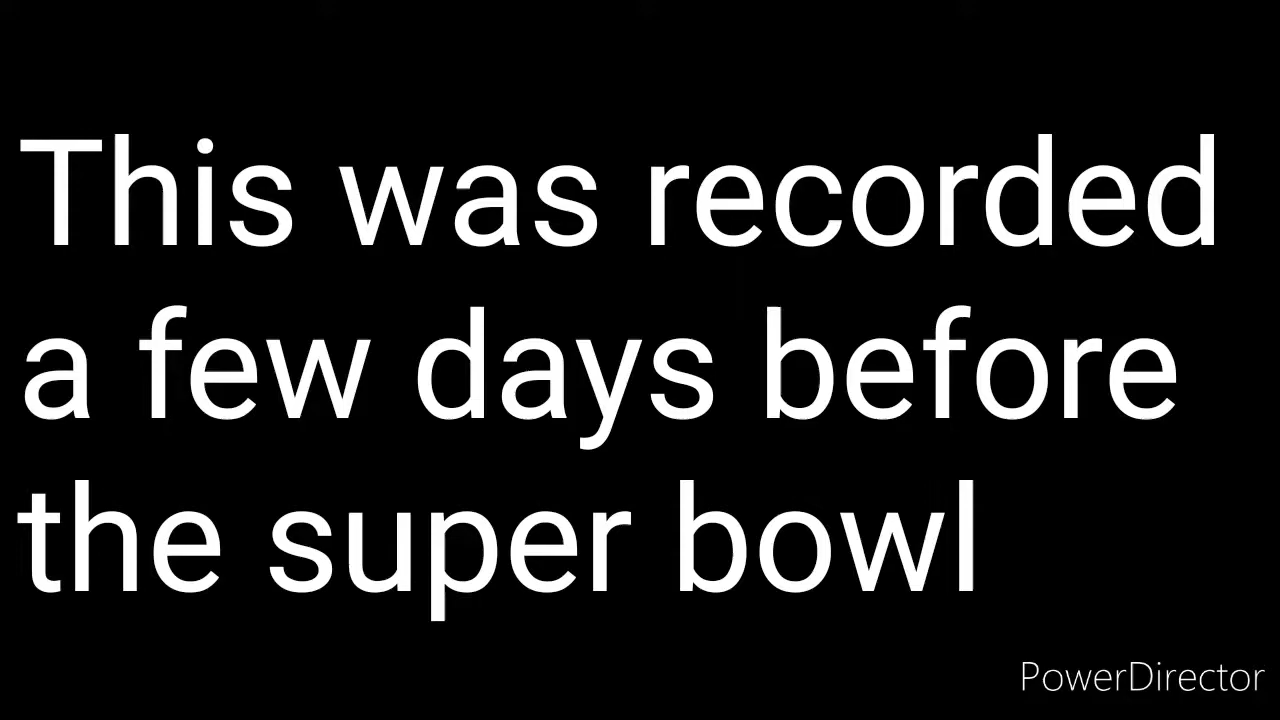 This was recorded
a few days before
the super bowl
PowerDirector